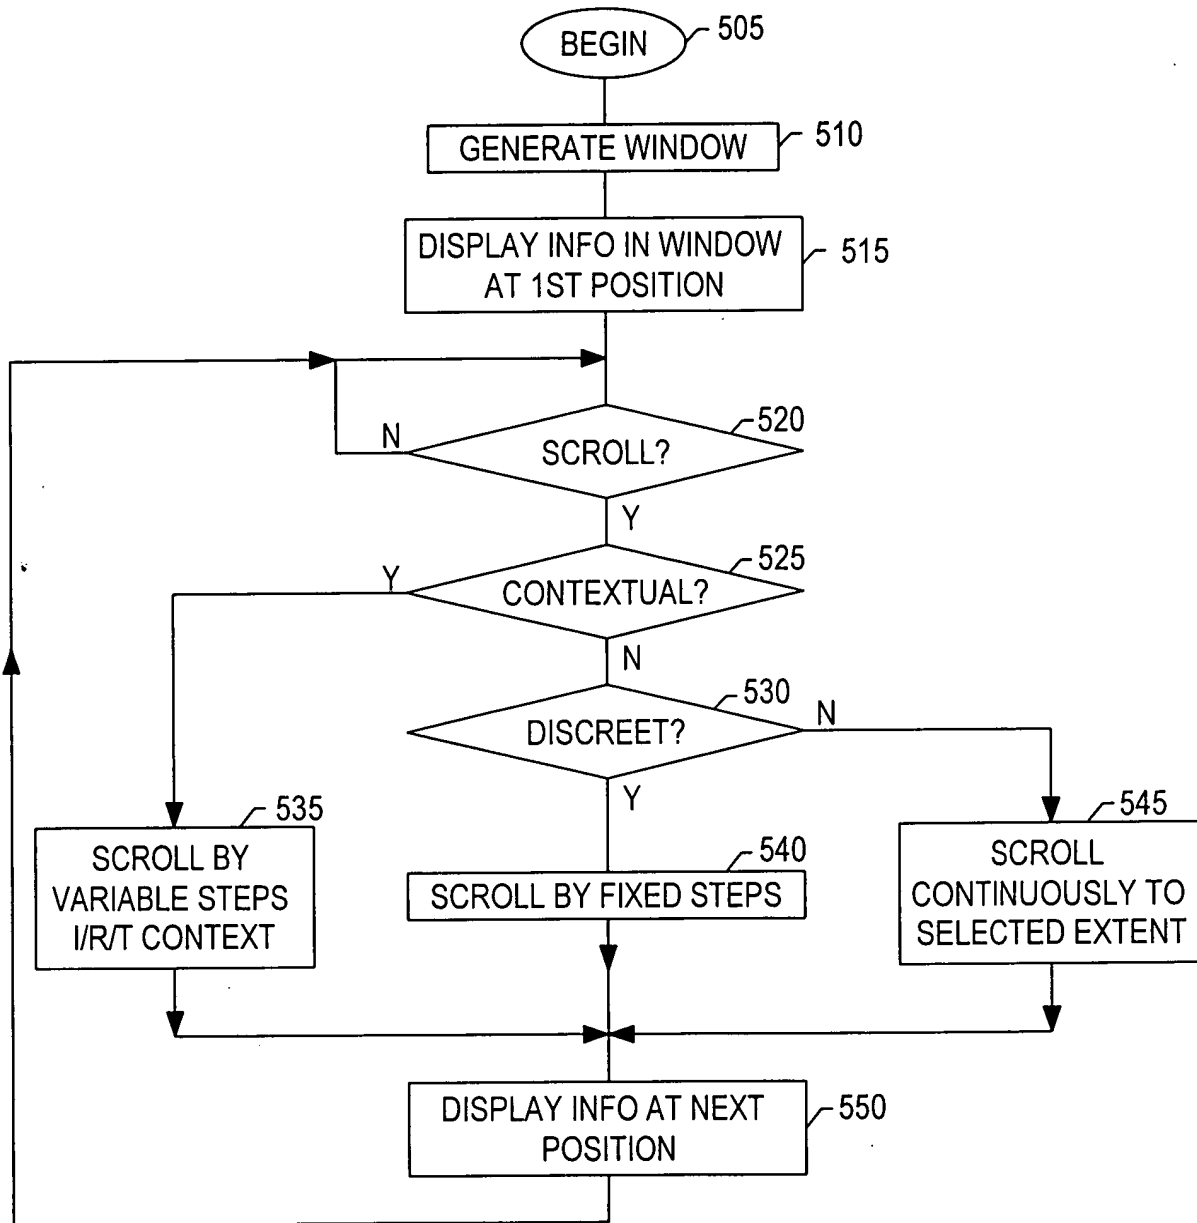 BEGIN
505
GENERATE WINDOW
510
DISPLAY INFO IN WINDOW
AT 1ST POSITION
515
520
N
SCROLL?
Y
525
Y
CONTEXTUAL?
N
530
N
DISCREET?
Y
535
SCROLL BY
VARIABLE STEPS
I/R/T CONTEXT
540
SCROLL BY FIXED STEPS
545
SCROLL
CONTINUOUSLY TO
SELECTED EXTENT
DISPLAY INFO AT NEXT
POSITION
550